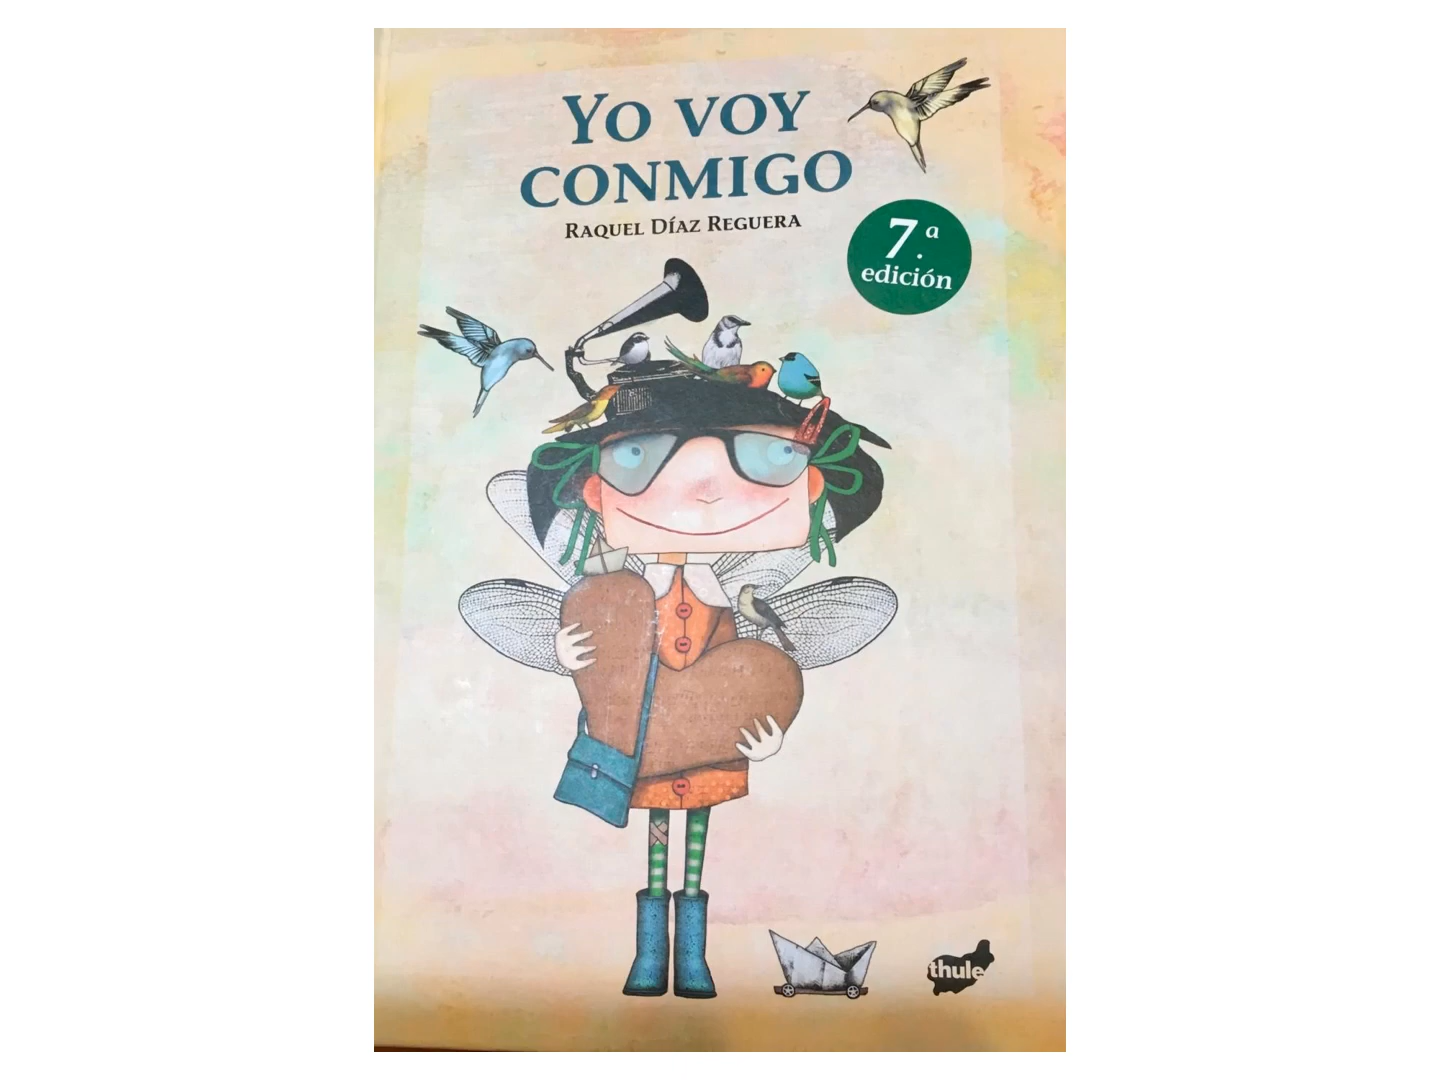 Yo voy
conmigo
Raquel Díaz Reguera
7.ª
edición
thule